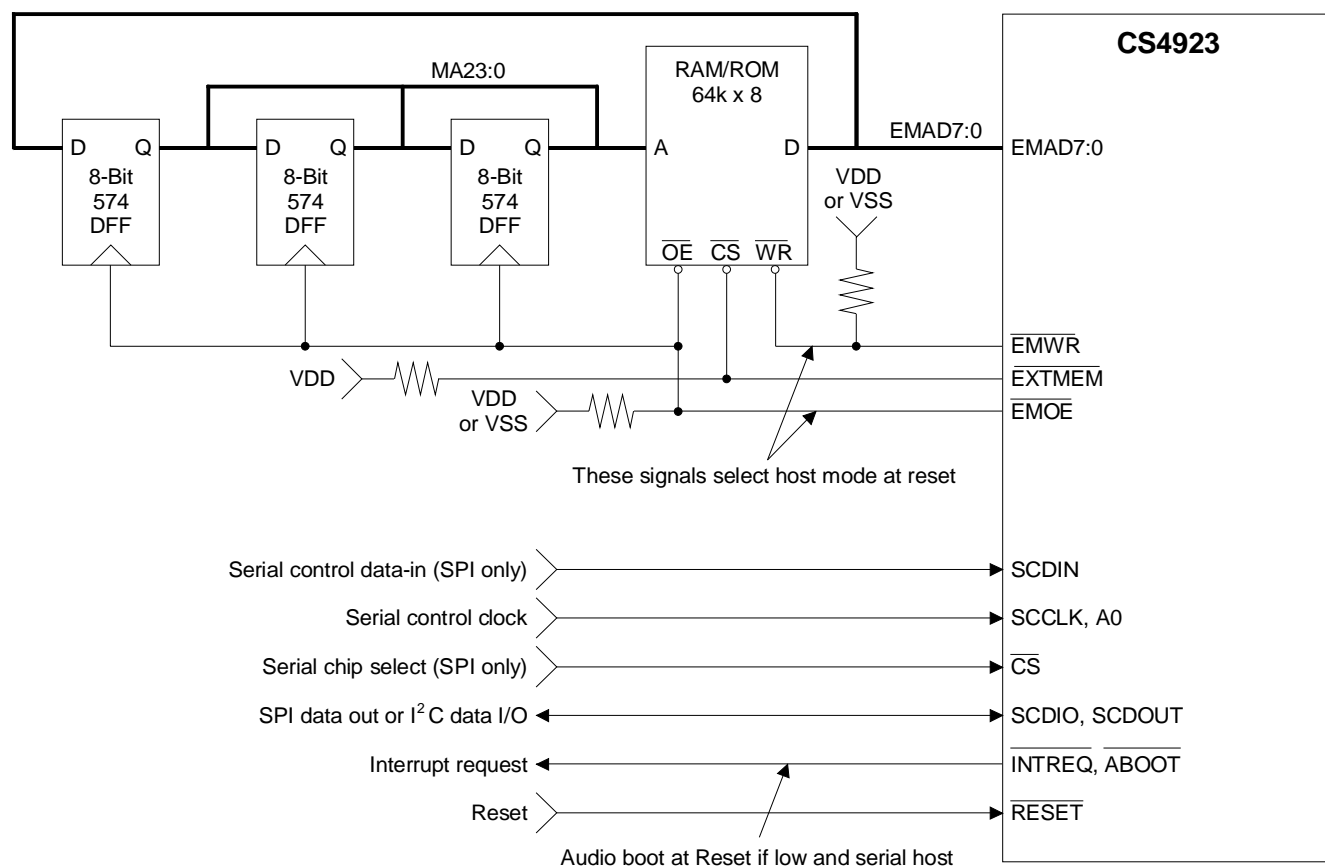 CS4923
MA23:0
RAM/ROM
64k x 8
EMAD7:0
D Q
8-Bit
574
DFF
D Q
8-Bit
574
DFF
D Q
8-Bit
574
DFF
A D
OE CS WR
VDD
or VSS
EMAD7:0
EMWR
VDD
EXTMEM
VDD
or VSS
EMOE
These signals select host mode at reset
Serial control data-in (SPI only) SCDIN
Serial control clock SCCLK, A0
Serial chip select (SPI only) CS
SPI data out or I²C data I/O SCDIO, SCDOUT
Interrupt request INTREQ, ABOOT
Reset RESET
Audio boot at Reset if low and serial host